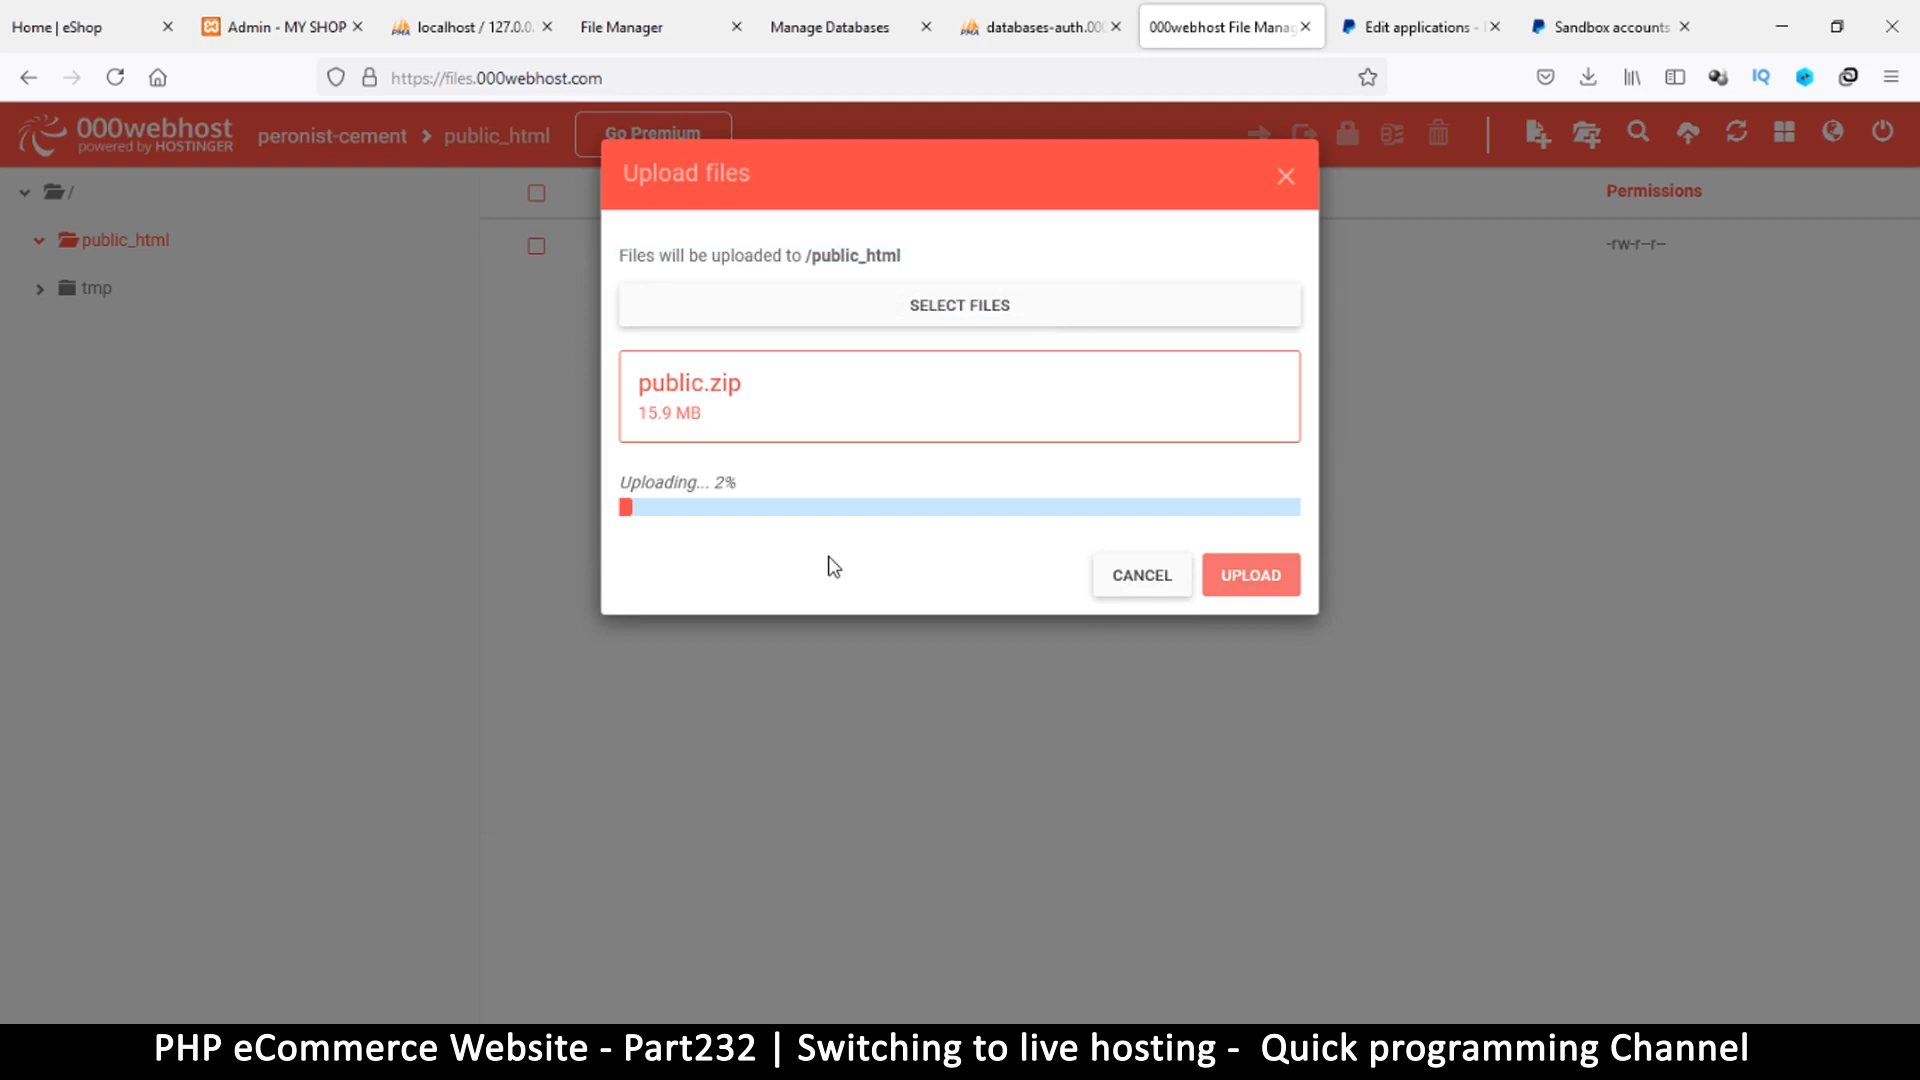 Home | eShop
Admin - MY SHOP
localhost / 127.0.0.
File Manager
Manage Databases
databases-auth.00
000webhost File Manag
Edit applications -
Sandbox accounts
https://files.000webhost.com
IQ
000webhost
powered by HOSTINGER
peronist-cement > public_html
Go Premium
Upload files
/
Permissions
public_html
-rw-r--r--
tmp
Files will be uploaded to /public_html
SELECT FILES
public.zip
15.9 MB
Uploading... 2%
CANCEL
UPLOAD
PHP eCommerce Website - Part232 | Switching to live hosting - Quick programming Channel